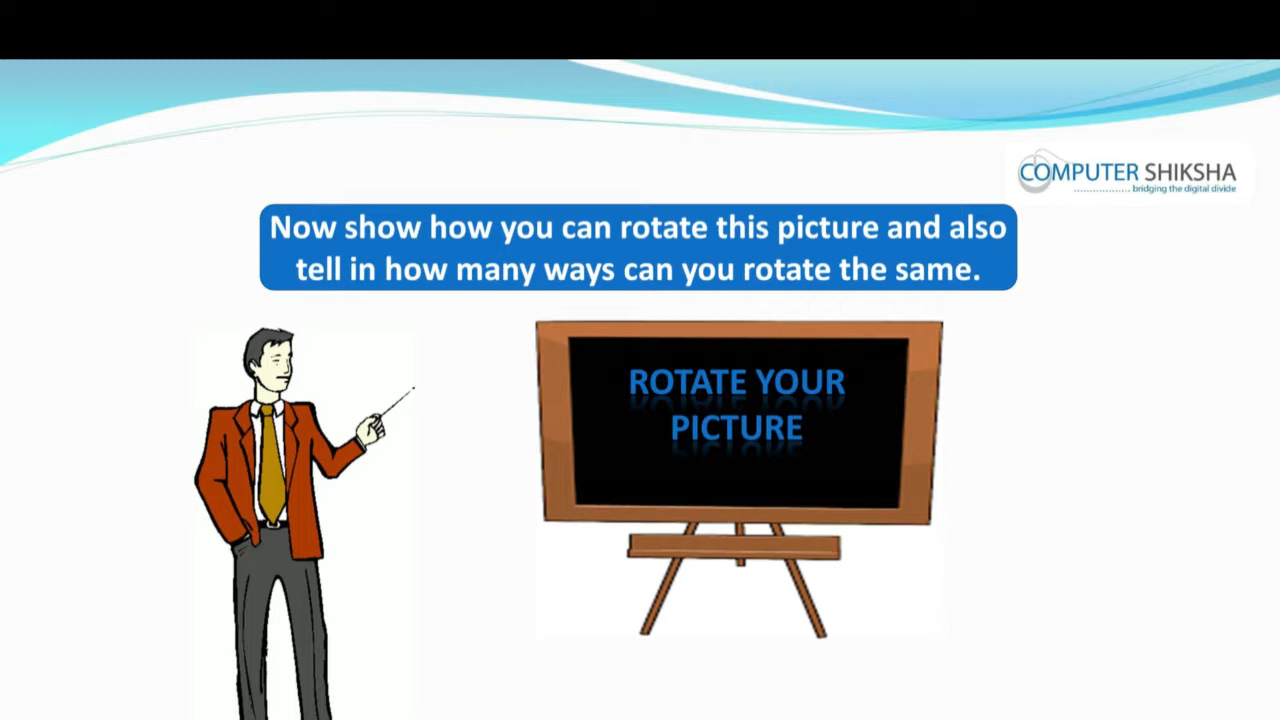 COMPUTER SHIKSHA
bridging the digital divide
Now show how you can rotate this picture and also
tell in how many ways can you rotate the same.
ROTATE YOUR
PICTURE